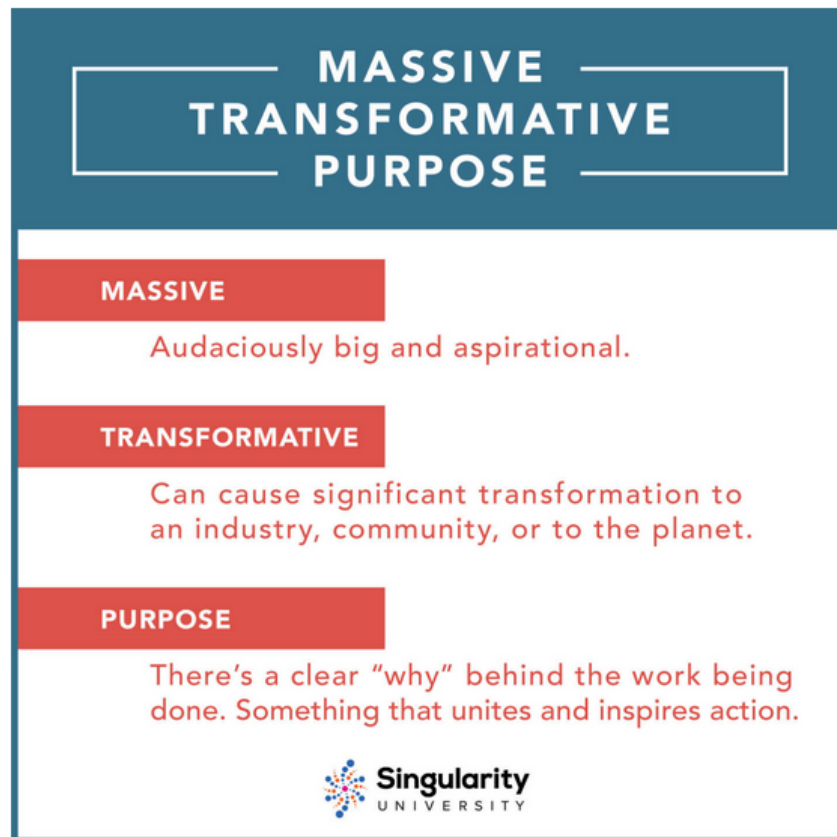 MASSIVE
TRANSFORMATIVE
PURPOSE
MASSIVE
Audaciously big and aspirational.
TRANSFORMATIVE
Can cause significant transformation to
an industry, community, or to the planet.
PURPOSE
There’s a clear “why” behind the work being
done. Something that unites and inspires action.
Singularity
UNIVERSITY